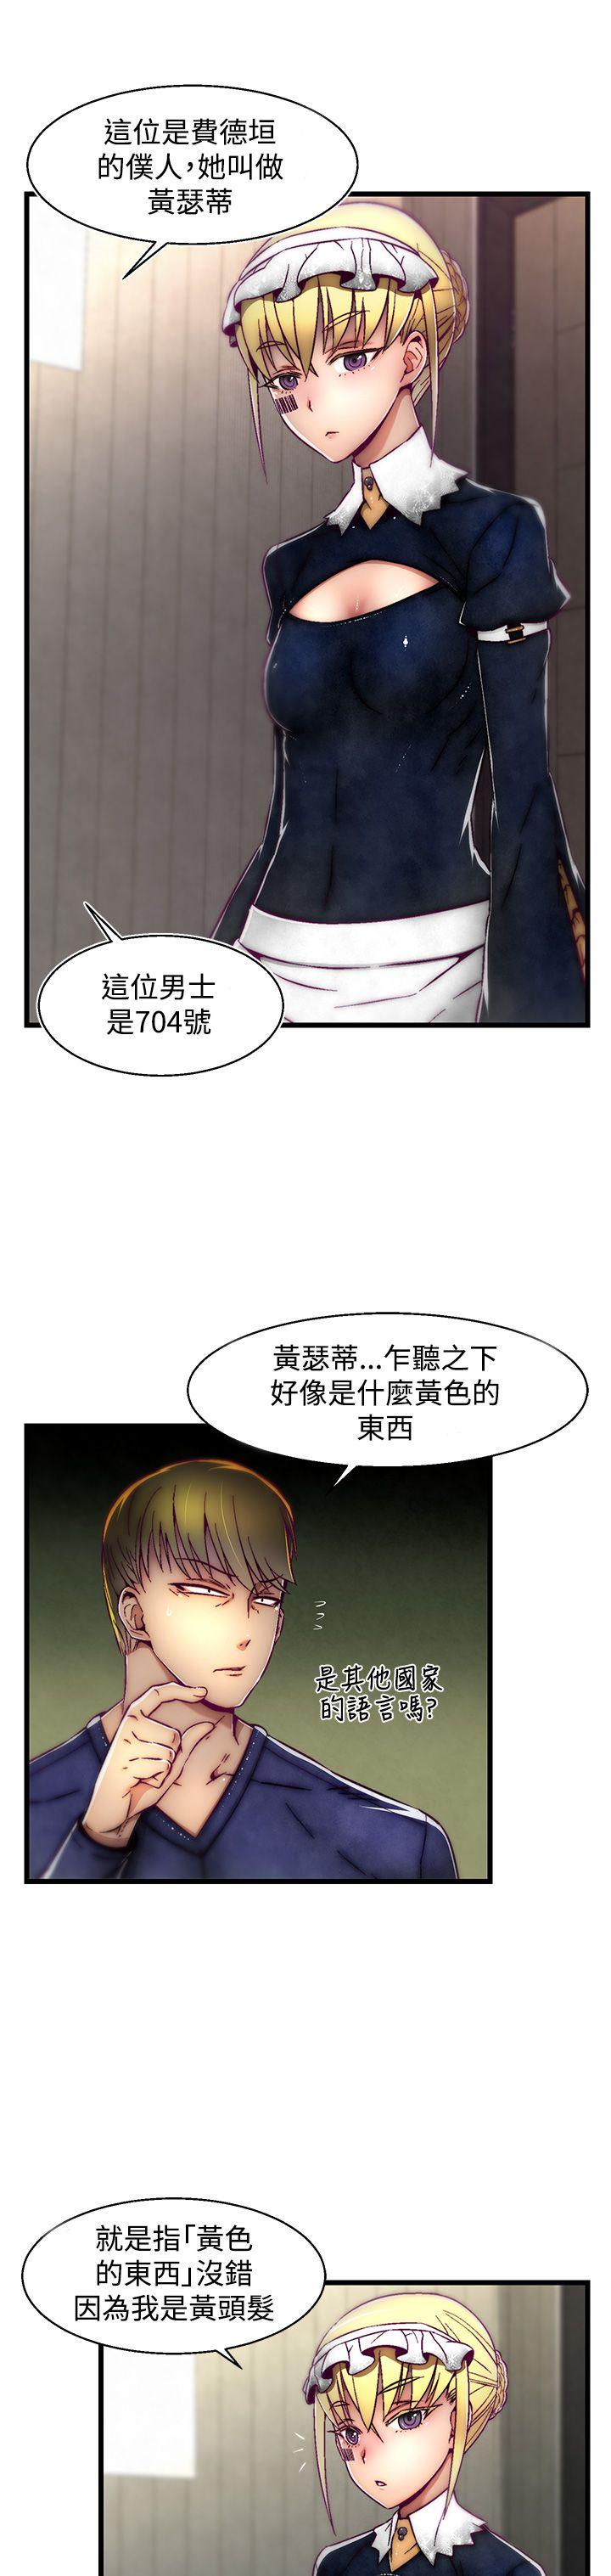 這位是費德垣
的僕人,她叫做
黃瑟蒂
這位男士
是704號
黃瑟蒂...乍聽之下
好像是什麼黃色的
東西
是其他國家
的語言嗎?
就是指「黃色
的東西」沒錯
因為我是黃頭髮